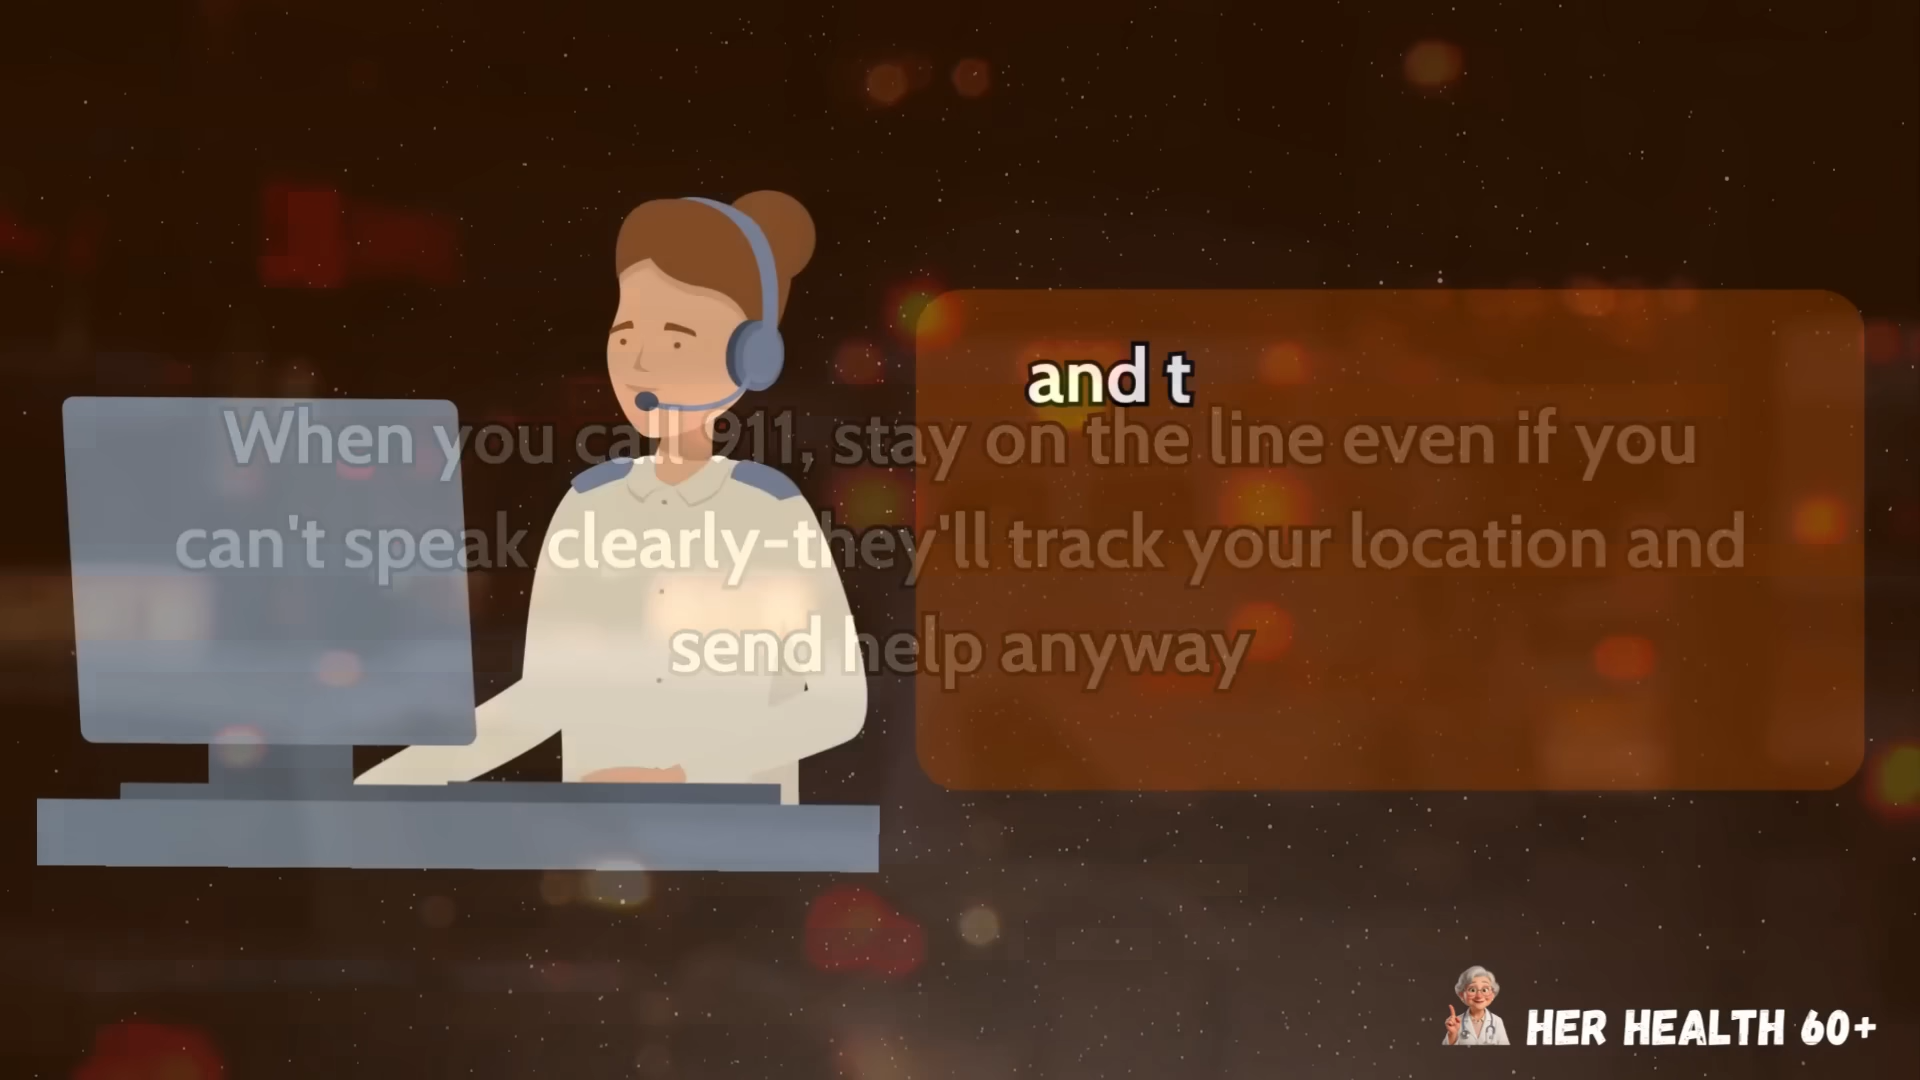 and t
When you call 911, stay on the line even if you
can't speak clearly-they'll track your location and
send help anyway
HER HEALTH 60+